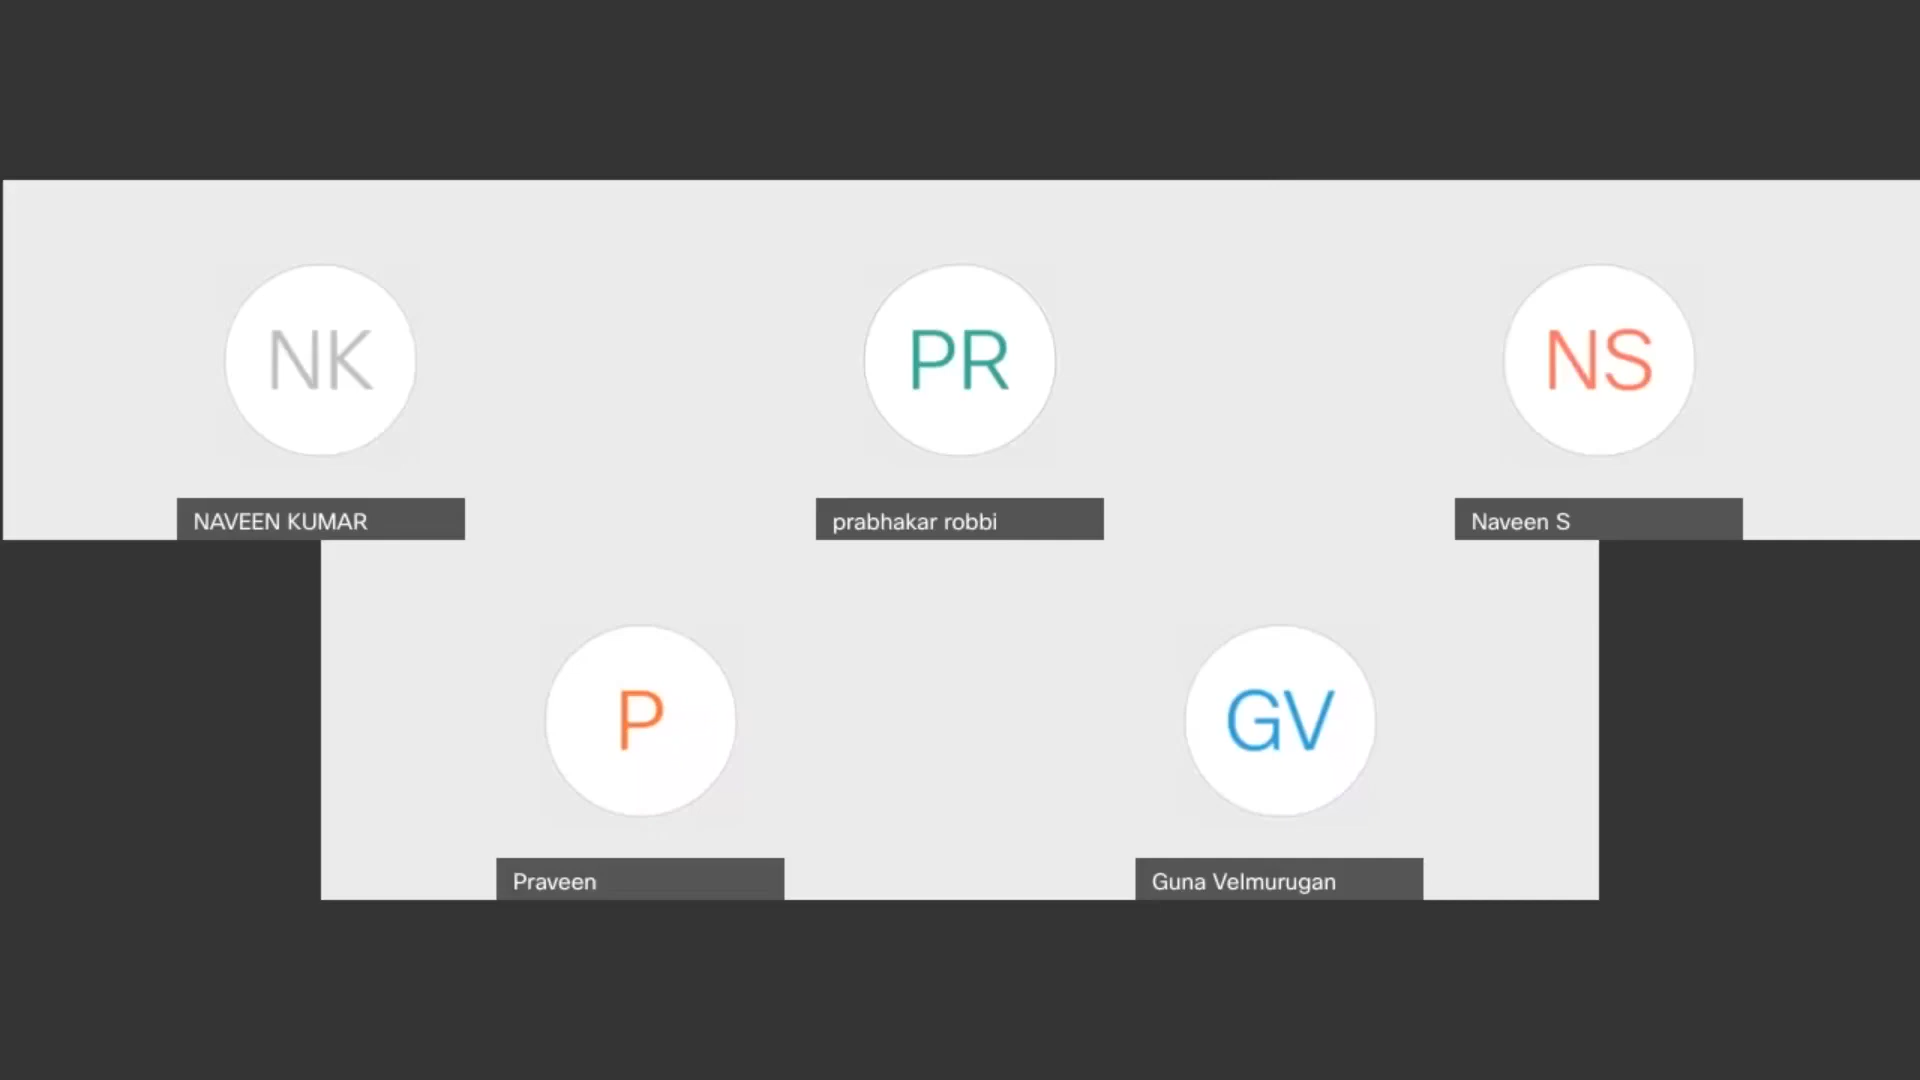 NK
NAVEEN KUMAR
PR
prabhakar robbi
NS
Naveen S
P
Praveen
GV
Guna Velmurugan